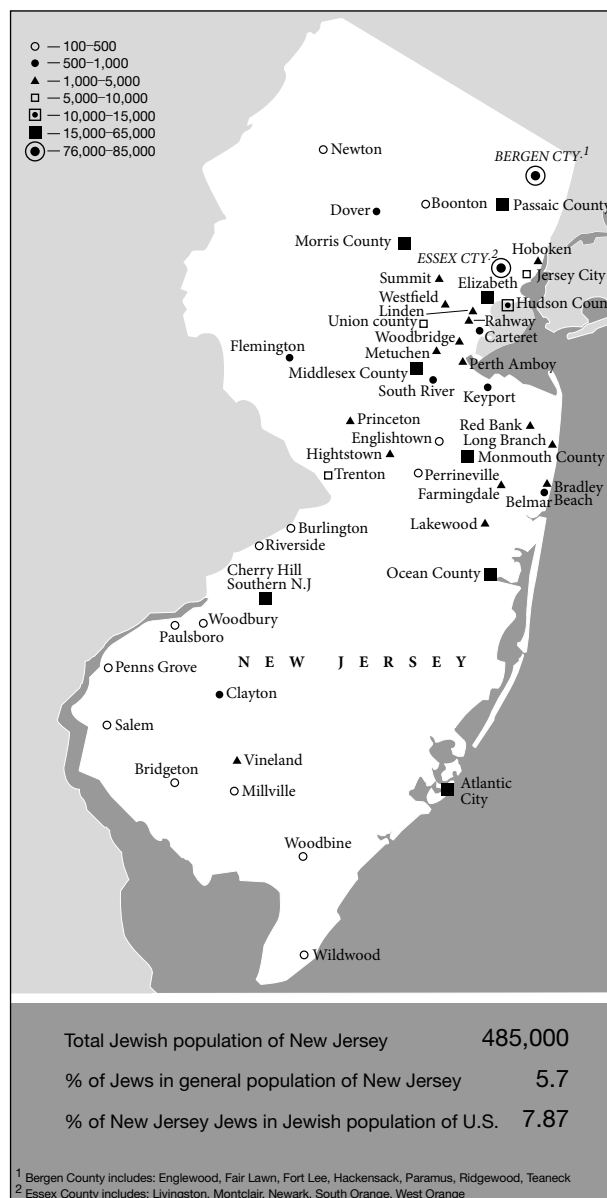 — 100–500
— 500–1,000
— 1,000–5,000
— 5,000–10,000
— 10,000–15,000
— 15,000–65,000
— 76,000–85,000
Newton
BERGEN CTY.1
Boonton
Passaic County
Dover
Morris County
ESSEX CTY.2
Hoboken
Jersey City
Summit
Elizabeth
Westfield
Hudson Coun
Linden
Union county
Rahway
Carteret
Woodbridge
Flemington
Metuchen
Perth Amboy
Middlesex County
South River
Keyport
Princeton
Red Bank
Englishtown
Long Branch
Hightstown
Monmouth County
Trenton
Perrineville
Farmingdale
Bradley
Beach
Belmar
Burlington
Lakewood
Riverside
Cherry Hill
Southern N.J
Ocean County
Woodbury
Paulsboro
NEW JERSEY
Penns Grove
Clayton
Salem
Vineland
Bridgeton
Millville
Atlantic
City
Woodbine
Wildwood
Total Jewish population of New Jersey 485,000
% of Jews in general population of New Jersey 5.7
% of New Jersey Jews in Jewish population of U.S. 7.87
1 Bergen County includes: Englewood, Fair Lawn, Fort Lee, Hackensack, Paramus, Ridgewood, Teaneck
2 Essex County includes: Livingston, Montclair, Newark, South Orange, West Orange